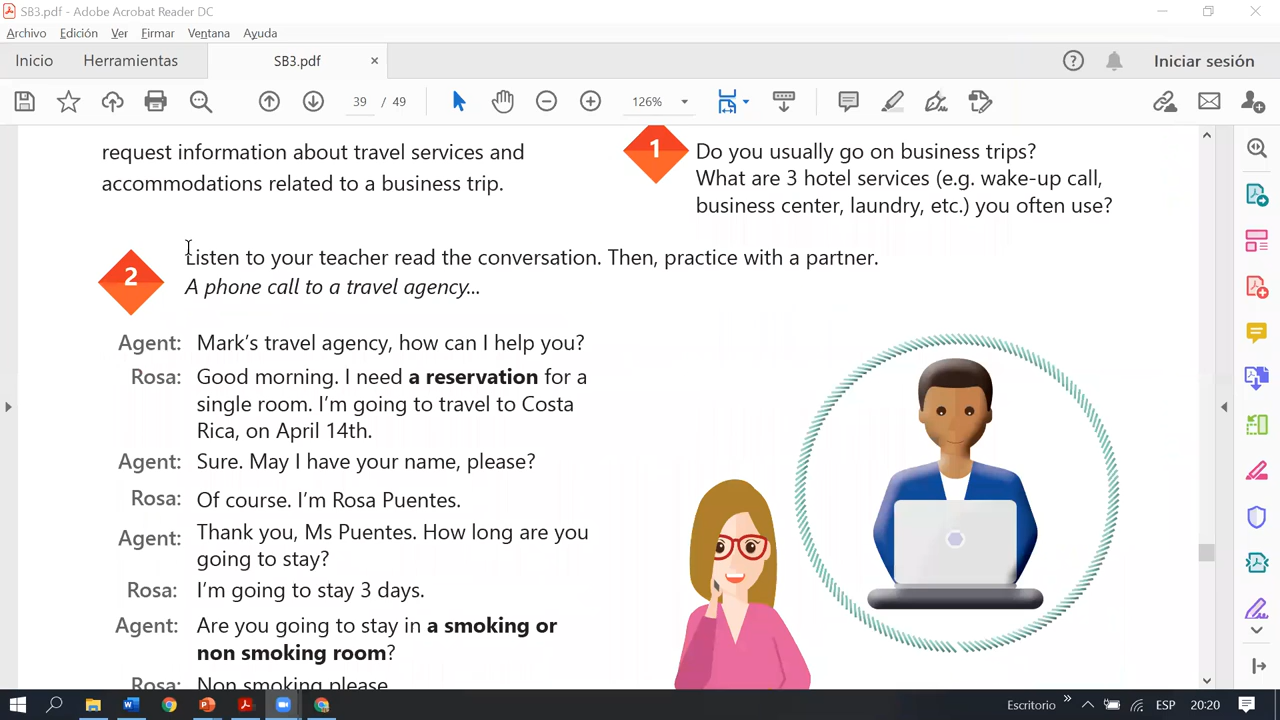 SB3.pdf - Adobe Acrobat Reader DC
Archivo Edición Ver Firmar Ventana Ayuda
Inicio Herramientas SB3.pdf × Iniciar sesión
39 / 49 126%
request information about travel services and
accommodations related to a business trip.
1
Do you usually go on business trips?
What are 3 hotel services (e.g. wake-up call,
business center, laundry, etc.) you often use?
2
Listen to your teacher read the conversation. Then, practice with a partner.
A phone call to a travel agency...
Agent: Mark's travel agency, how can I help you?
Rosa: Good morning. I need a reservation for a
single room. I'm going to travel to Costa
Rica, on April 14th.
Agent: Sure. May I have your name, please?
Rosa: Of course. I'm Rosa Puentes.
Agent: Thank you, Ms Puentes. How long are you
going to stay?
Rosa: I'm going to stay 3 days.
Agent: Are you going to stay in a smoking or
non smoking room?
Rosa: Non smoking please
Escritorio » ESP 20:20